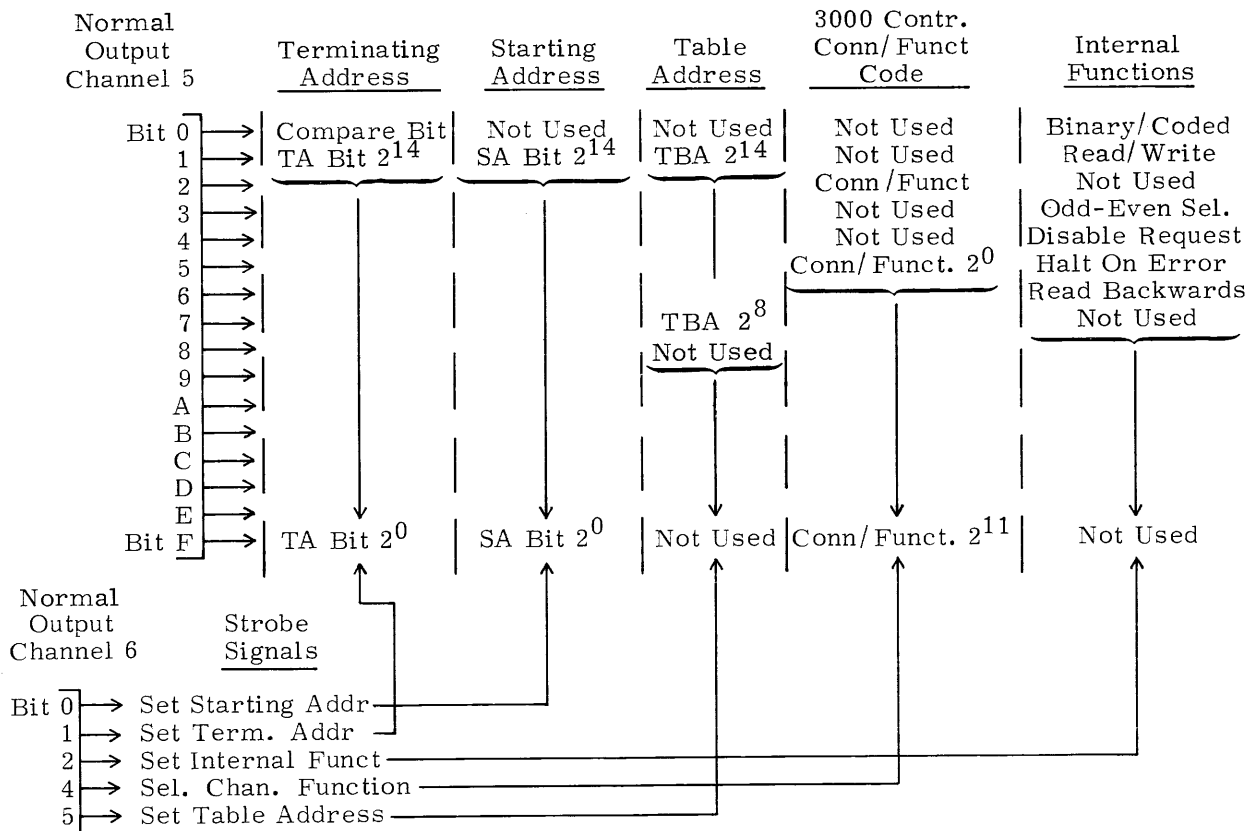 Normal Output Channel 5
Terminating Address
Starting Address
Table Address
3000 Contr. Conn/Funct Code
Internal Functions
Bit 0 Compare Bit Not Used Not Used Not Used Binary/Coded
1 TA Bit 2^14 SA Bit 2^14 TBA 2^14 Not Used Read/Write
2 Conn/Funct Not Used
3 Not Used Odd-Even Sel.
4 Not Used Disable Request
5 Conn/Funct. 2^0 Halt On Error
6 Read Backwards
7 TBA 2^8 Not Used
8 Not Used
9
A
B
C
D
E
Bit F TA Bit 2^0 SA Bit 2^0 Not Used Conn/Funct. 2^11 Not Used
Normal Output Channel 6
Strobe Signals
Bit 0 Set Starting Addr
1 Set Term. Addr
2 Set Internal Funct
4 Sel. Chan. Function
5 Set Table Address